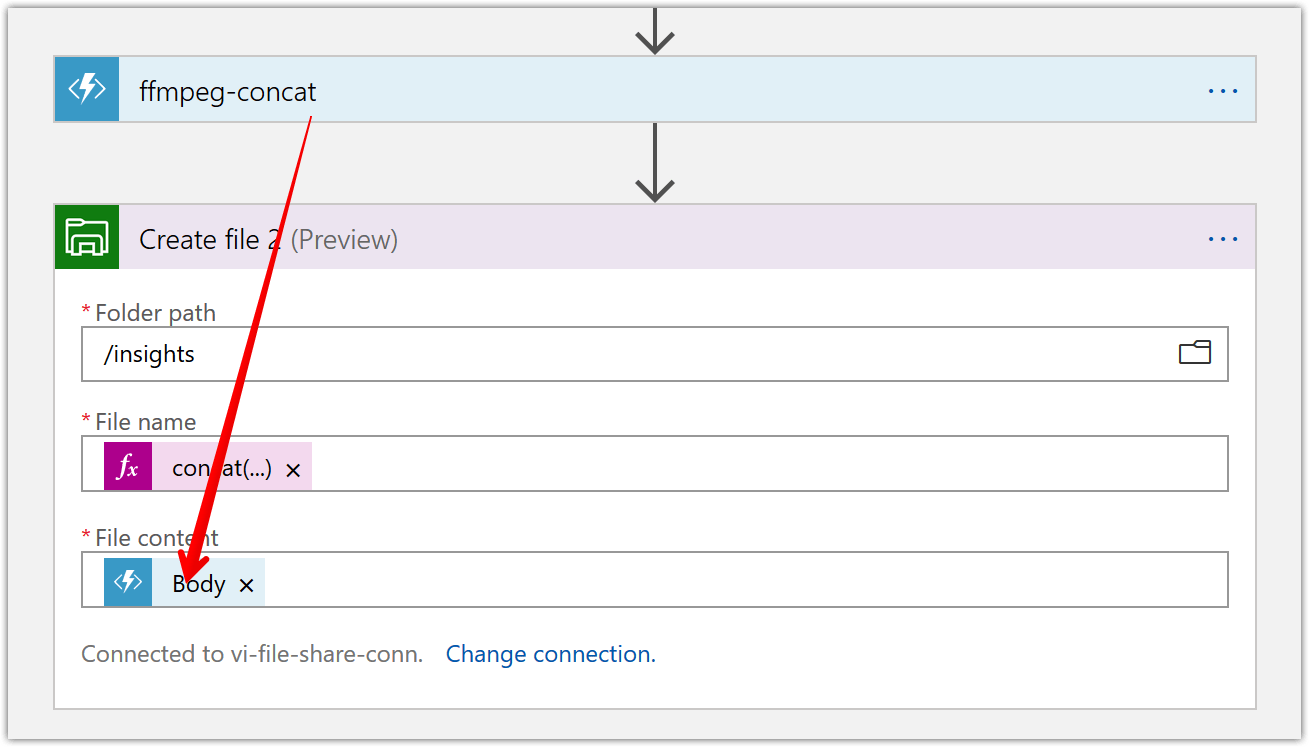 ffmpeg-concat
...
Create file 2 (Preview)
...
* Folder path
/insights
* File name
fx concat(...) ×
* File content
Body ×
Connected to vi-file-share-conn. Change connection.